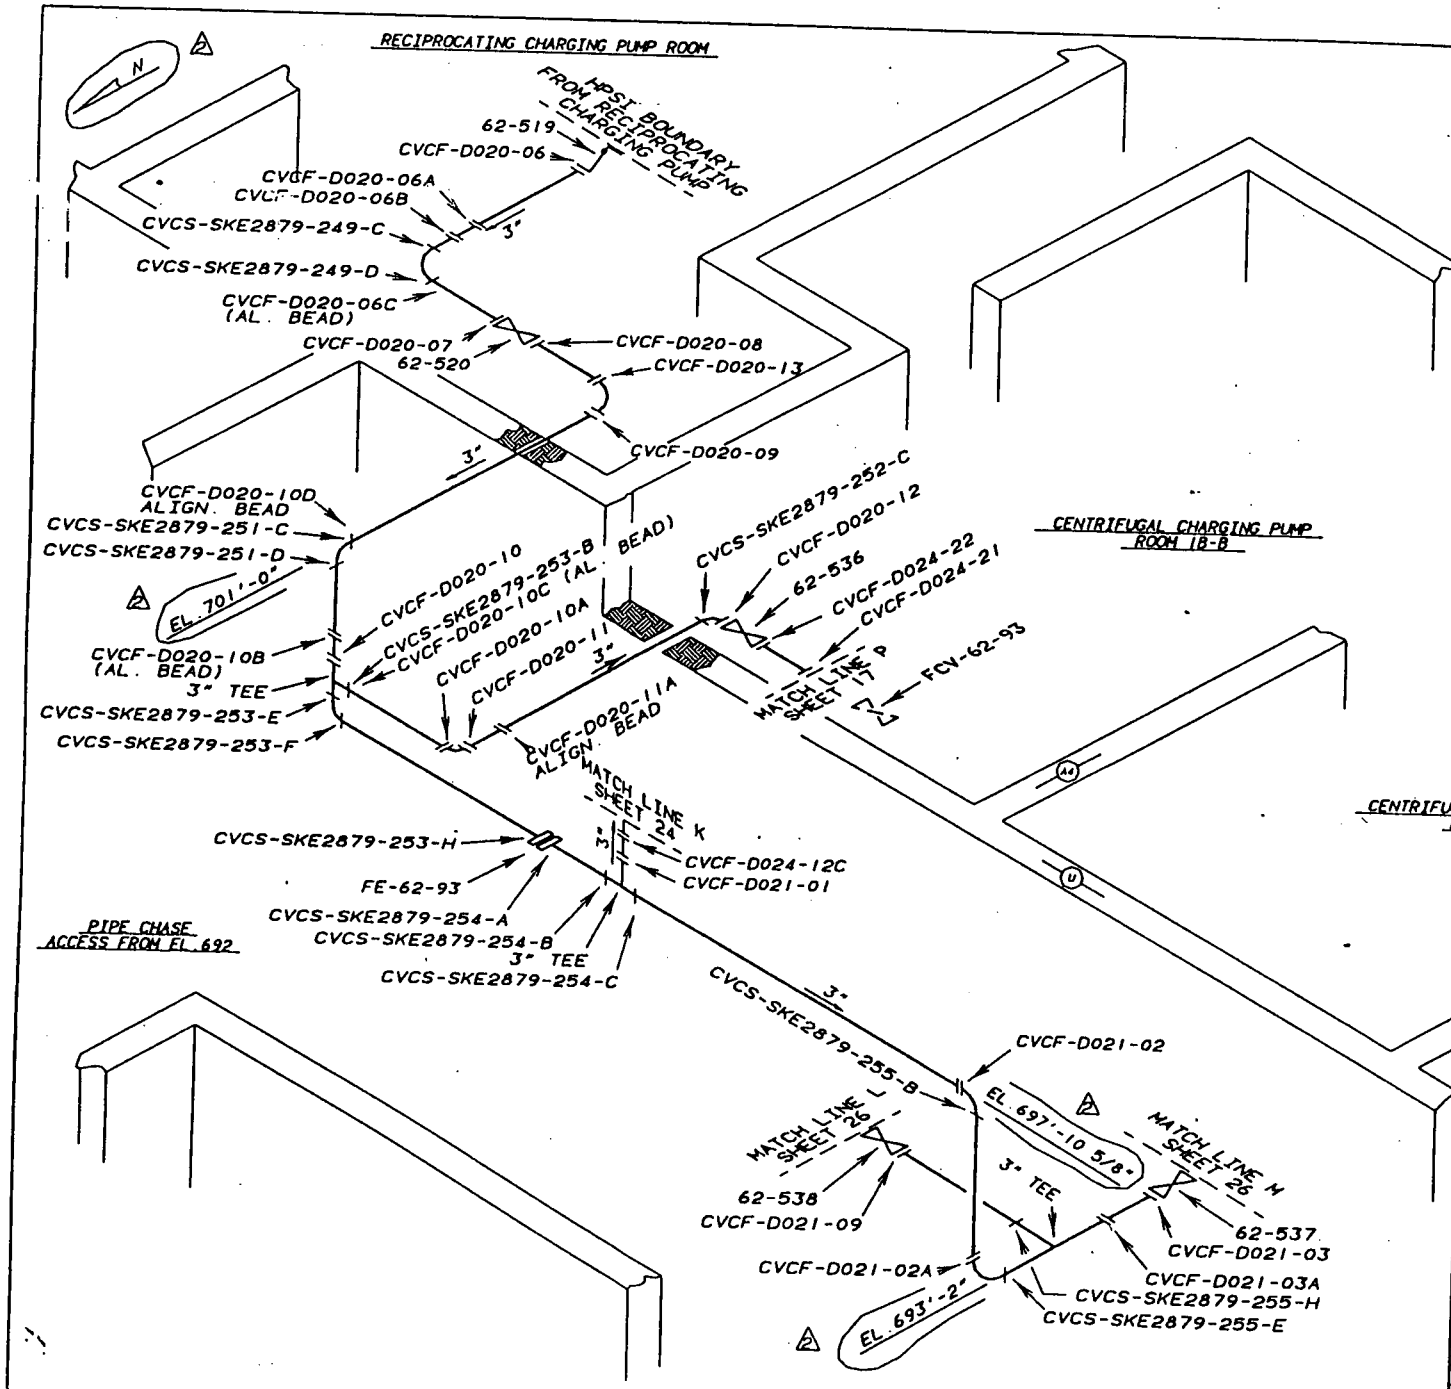 RECIPROCATING CHARGING PUMP ROOM
2
N
HPSI BOUNDARY
FROM RECIPROCATING
CHARGING PUMP
62-519
CVCF-D020-06
CVCF-D020-06A
CVCF-D020-06B
3"
CVCS-SKE2879-249-C
CVCS-SKE2879-249-D
CVCF-D020-06C
(AL. BEAD)
CVCF-D020-07
62-520
CVCF-D020-08
CVCF-D020-13
CVCF-D020-09
3"
CVCF-D020-10D
ALIGN. BEAD
CVCS-SKE2879-251-C
CVCS-SKE2879-251-D
2
EL. 701'-0"
CVCF-D020-10
CVCS-SKE2879-253-B
CVCF-D020-10C (AL. BEAD)
CVCF-D020-10A
CVCF-D020-11
3"
CVCS-SKE2879-252-C
CVCF-D020-12
62-536
CVCF-D024-22
CVCF-D024-21
CENTRIFUGAL CHARGING PUMP
ROOM 1B-B
CVCF-D020-10B
(AL. BEAD)
3" TEE
CVCS-SKE2879-253-E
CVCS-SKE2879-253-F
CVCF-D020-11A
ALIGN. BEAD
MATCH LINE P
SHEET 17
FCV-62-93
A4
U
CENTRIFU
MATCH LINE K
SHEET 24
3"
CVCS-SKE2879-253-H
CVCF-D024-12C
CVCF-D021-01
FE-62-93
CVCS-SKE2879-254-A
CVCS-SKE2879-254-B
3" TEE
CVCS-SKE2879-254-C
PIPE CHASE
ACCESS FROM EL. 692
3"
CVCS-SKE2879-255-B
CVCF-D021-02
EL. 697'-10 5/8"
2
MATCH LINE L
SHEET 26
MATCH LINE M
SHEET 26
3" TEE
62-538
CVCF-D021-09
62-537
CVCF-D021-03
CVCF-D021-02A
CVCF-D021-03A
CVCS-SKE2879-255-H
CVCS-SKE2879-255-E
EL. 693'-2"
2